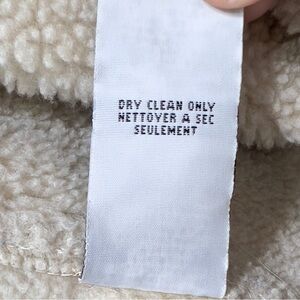 DRY CLEAN ONLY
NETTOYER A SEC
SEULEMENT